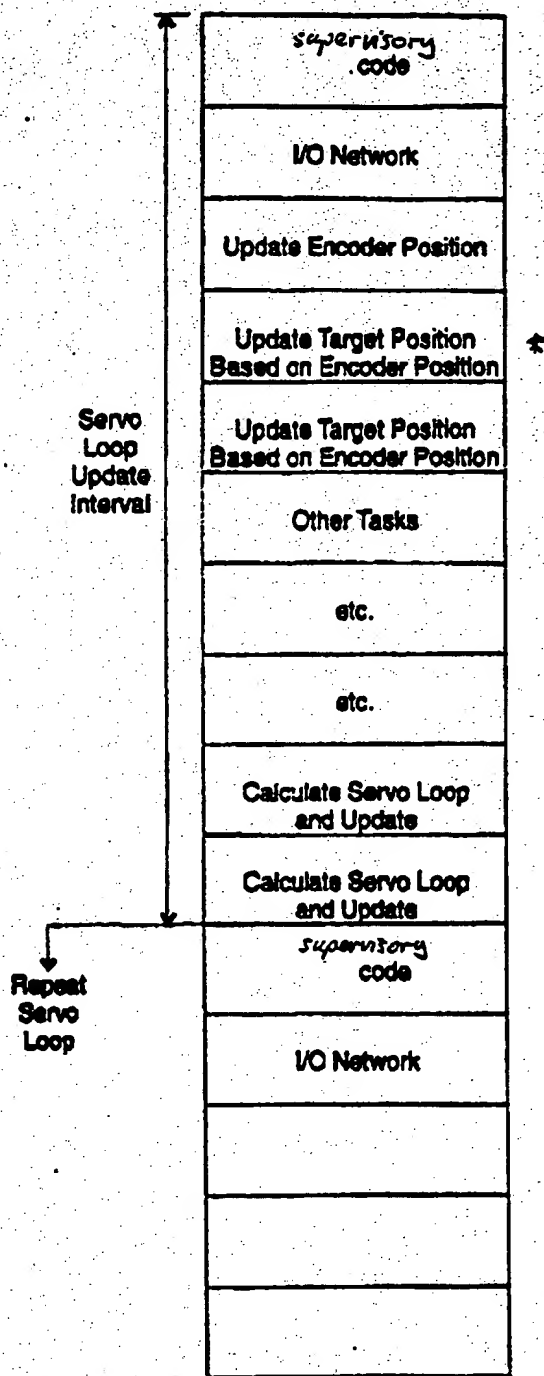 supervisory
code
I/O Network
Update Encoder Position
Update Target Position
Based on Encoder Position
Update Target Position
Based on Encoder Position
Servo
Loop
Update
Interval
Other Tasks
etc.
etc.
Calculate Servo Loop
and Update
Calculate Servo Loop
and Update
supervisory
code
Repeat
Servo
Loop
I/O Network